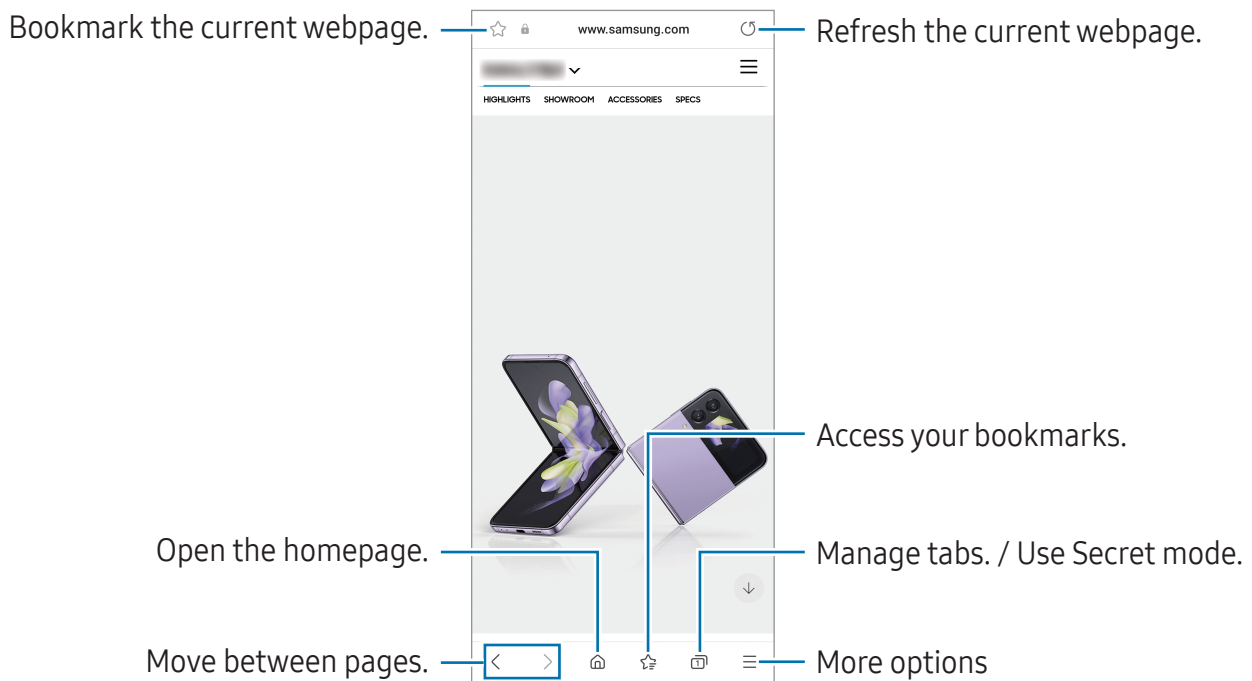 Bookmark the current webpage.
www.samsung.com
Refresh the current webpage.
HIGHLIGHTS SHOWROOM ACCESSORIES SPECS
Access your bookmarks.
Open the homepage.
Manage tabs. / Use Secret mode.
Move between pages.
1
More options